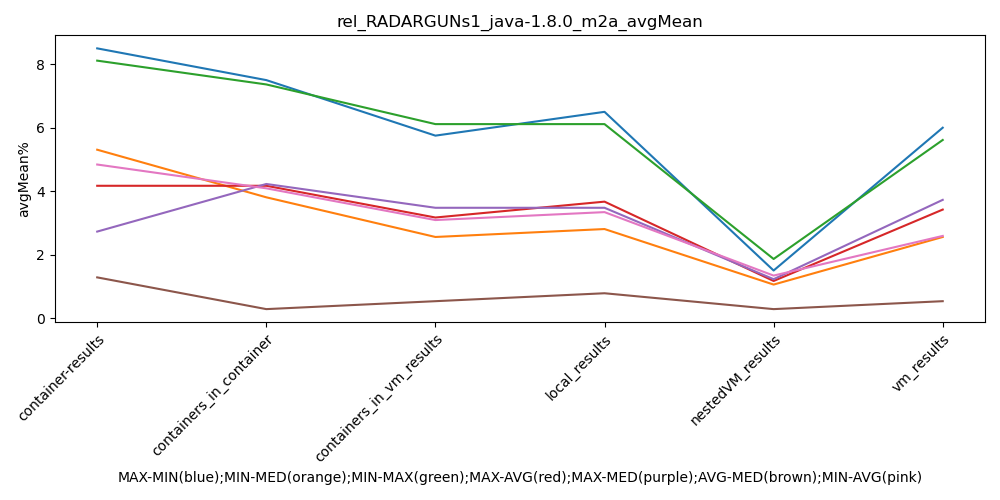 rel_RADARGUNs1_java-1.8.0_m2a_avgMean
avgMean%
8
6
4
2
0
container-results
containers_in_container
containers_in_vm_results
local_results
nestedVM_results
vm_results
MAX-MIN(blue);MIN-MED(orange);MIN-MAX(green);MAX-AVG(red);MAX-MED(purple);AVG-MED(brown);MIN-AVG(pink)